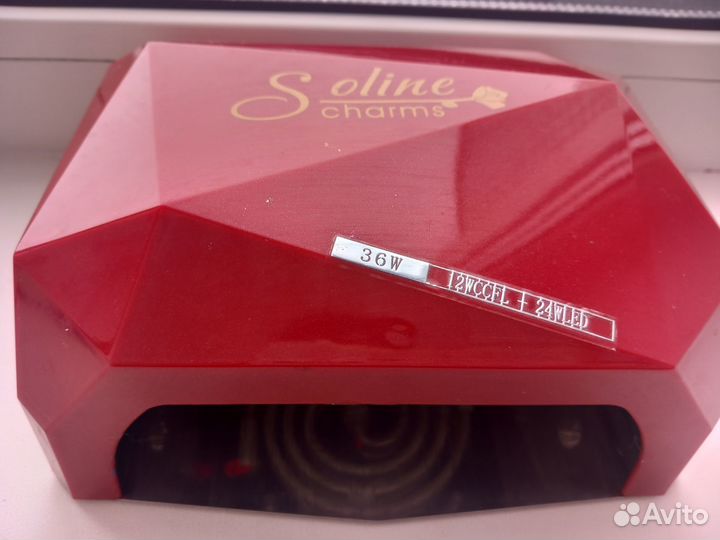 Soline
charms
36W 12WCCFL + 24WLED
Avito